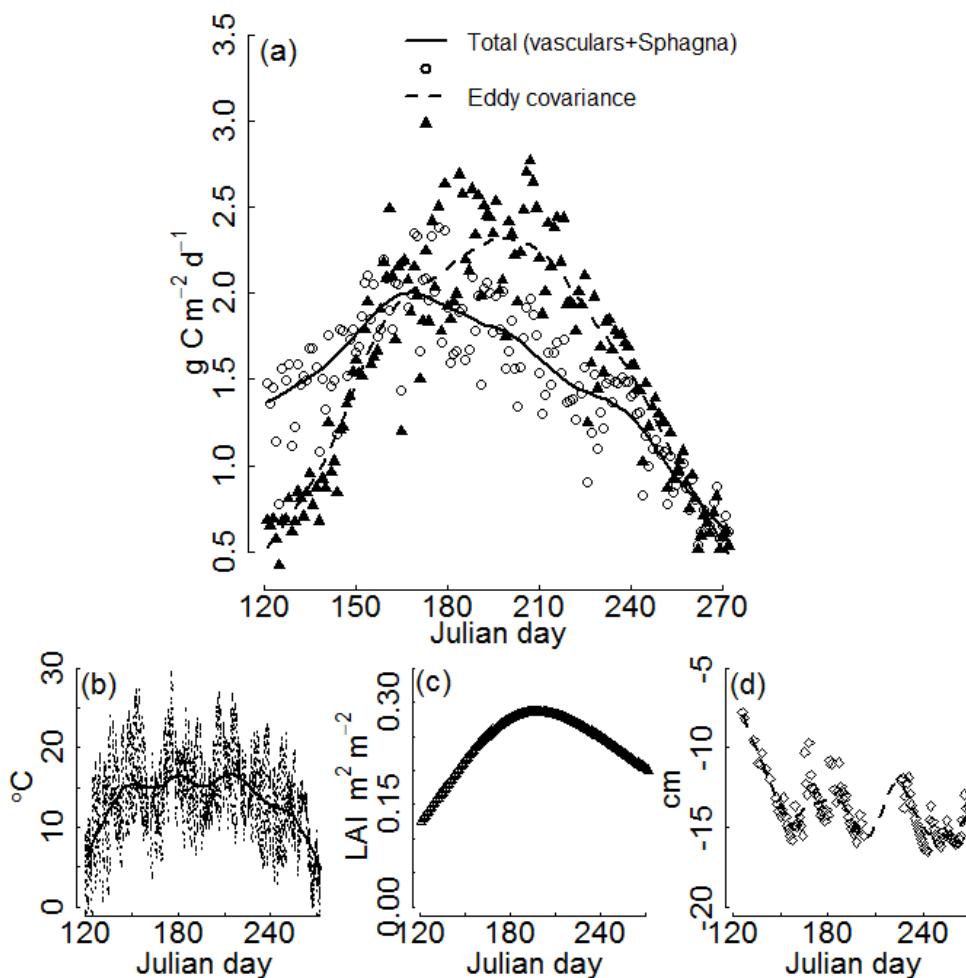 (a)
Total (vasculars+Sphagna)
Eddy covariance
g C m⁻² d⁻¹
3.5
3.0
2.5
2.0
1.5
1.0
0.5
120 150 180 210 240 270
Julian day
(b)
°C
30
20
10
0
120 180 240
Julian day
(c)
LAI m² m⁻²
0.30
0.15
0.00
120 180 240
Julian day
(d)
cm
-5
-10
-15
-20
120 180 240
Julian day